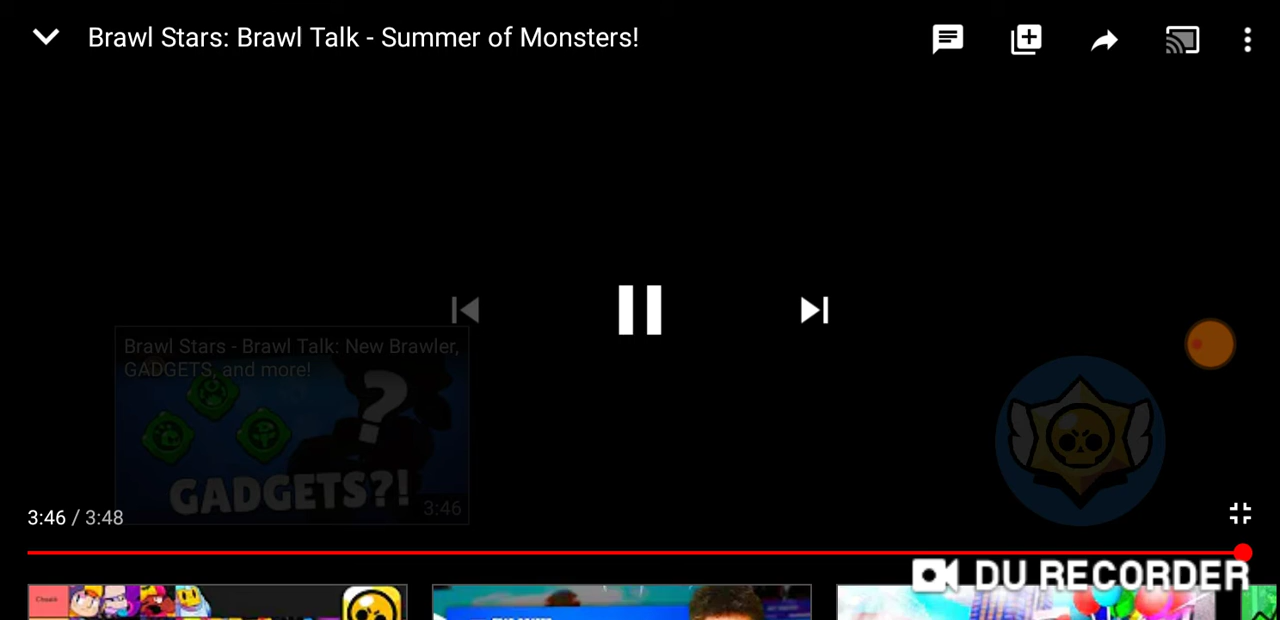 Brawl Stars: Brawl Talk - Summer of Monsters!
Brawl Stars - Brawl Talk: New Brawler,
GADGETS, and more!
?
GADGETS?!
3:46
3:46 / 3:48
DU RECORDER